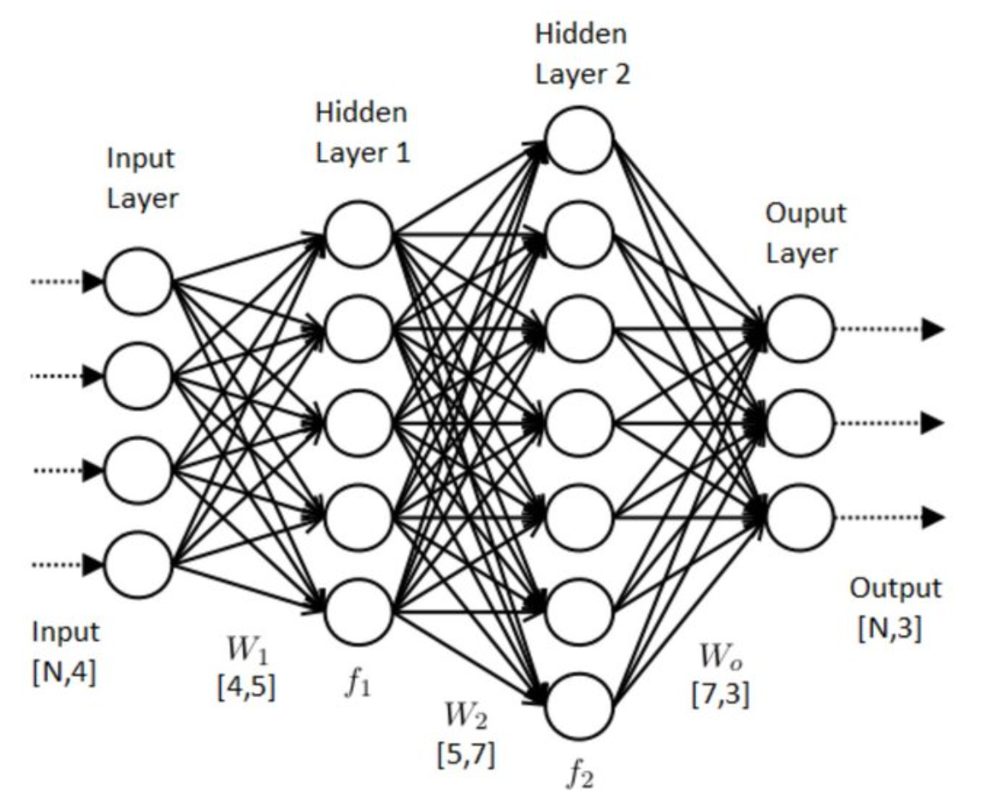 Hidden
Layer 2
Hidden
Layer 1
Input
Layer
Ouput
Layer
Input
[N,4]
W₁
[4,5]
f₁
W₂
[5,7]
f₂
Wₒ
[7,3]
Output
[N,3]